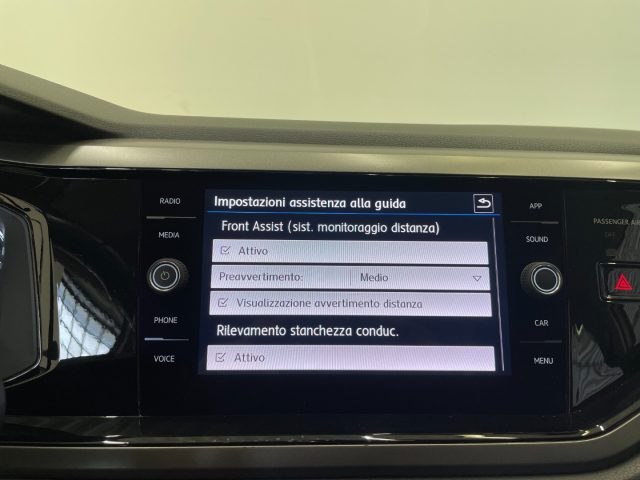 Impostazioni assistenza alla guida
Front Assist (sist. monitoraggio distanza)
Attivo
Preavvertimento: Medio
Visualizzazione avvertimento distanza
Rilevamento stanchezza conduc.
Attivo
RADIO
MEDIA
PHONE
VOICE
APP
SOUND
CAR
MENU
PASSENGER
OFF